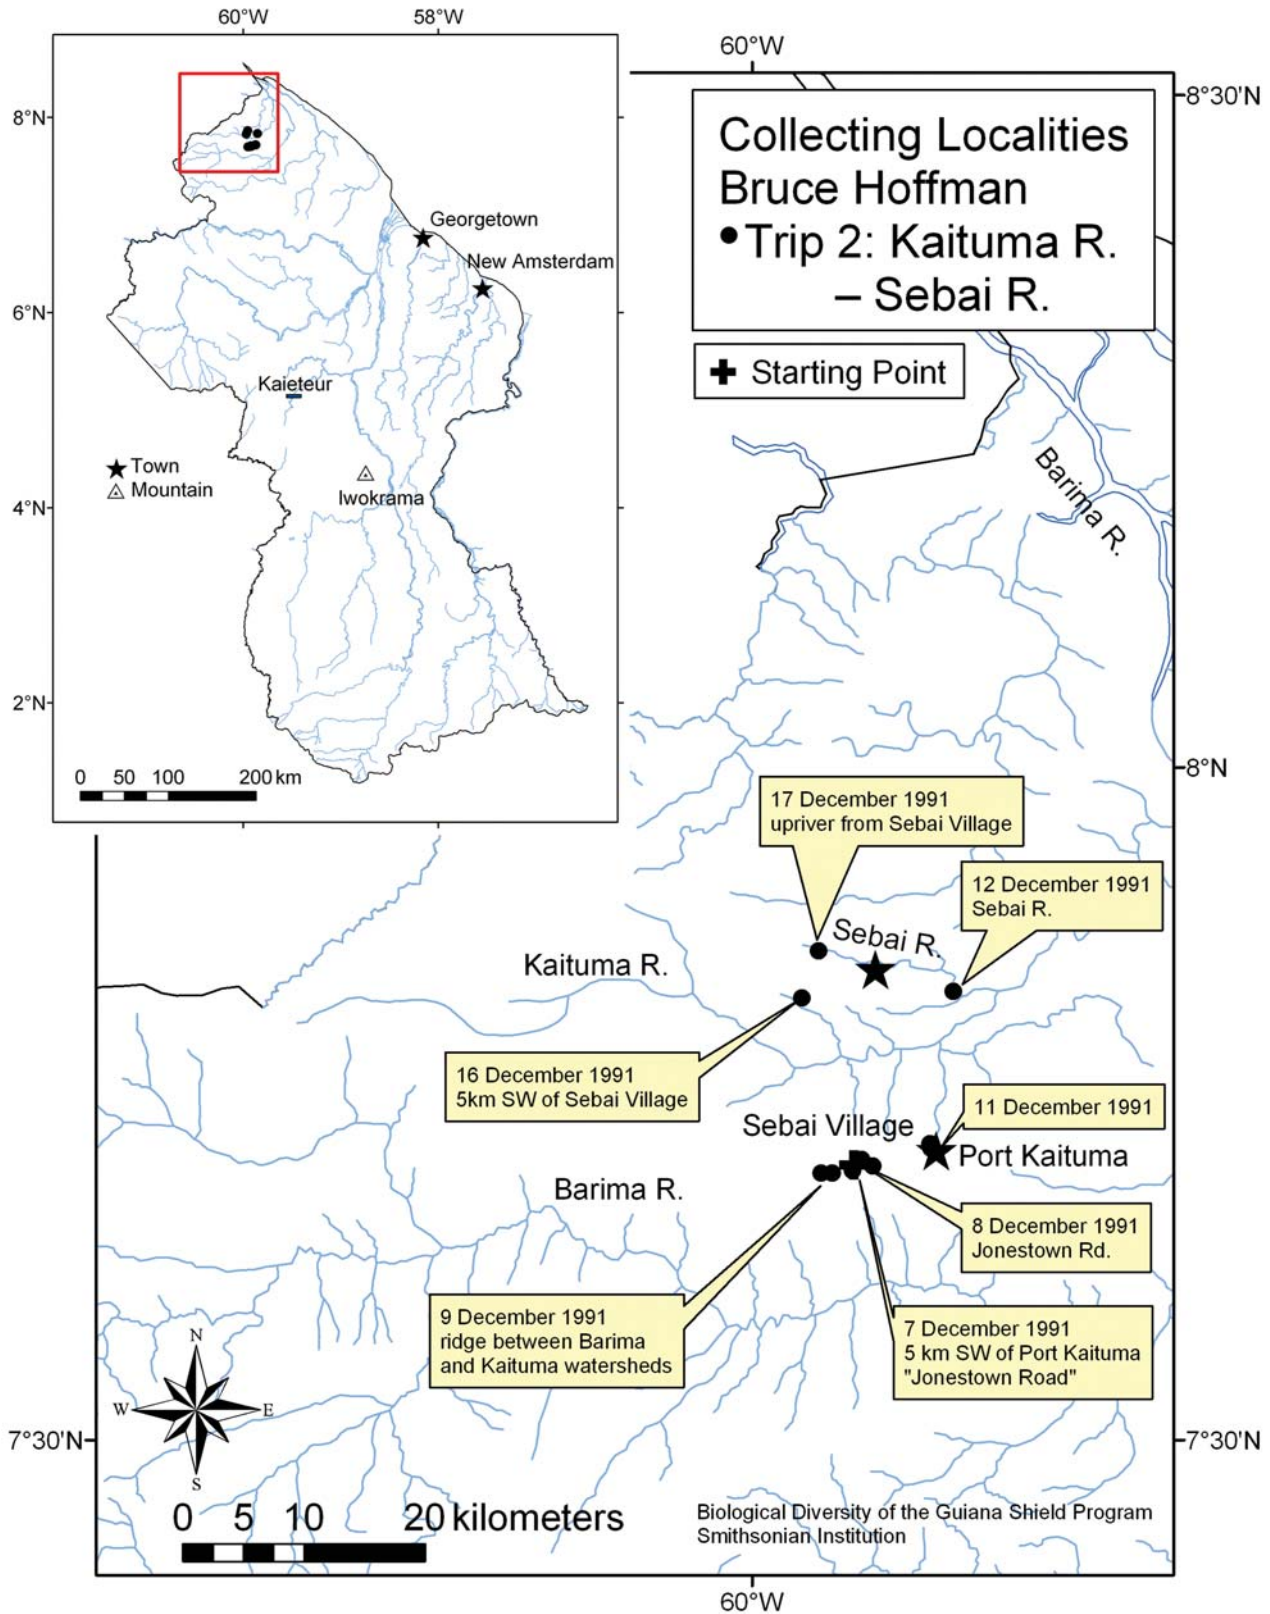 60°W
58°W
8°N
6°N
4°N
2°N
Georgetown
New Amsterdam
Kaieteur
Iwokrama
Town
Mountain
0 50 100 200 km
60°W
8°30'N
Collecting Localities
Bruce Hoffman
Trip 2: Kaituma R.
– Sebai R.
Starting Point
Barima R.
8°N
17 December 1991
upriver from Sebai Village
12 December 1991
Sebai R.
Sebai R.
Kaituma R.
16 December 1991
5km SW of Sebai Village
11 December 1991
Sebai Village
Port Kaituma
Barima R.
8 December 1991
Jonestown Rd.
9 December 1991
ridge between Barima
and Kaituma watersheds
7 December 1991
5 km SW of Port Kaituma
"Jonestown Road"
N
W
E
S
7°30'N
7°30'N
0 5 10 20 kilometers
Biological Diversity of the Guiana Shield Program
Smithsonian Institution
60°W